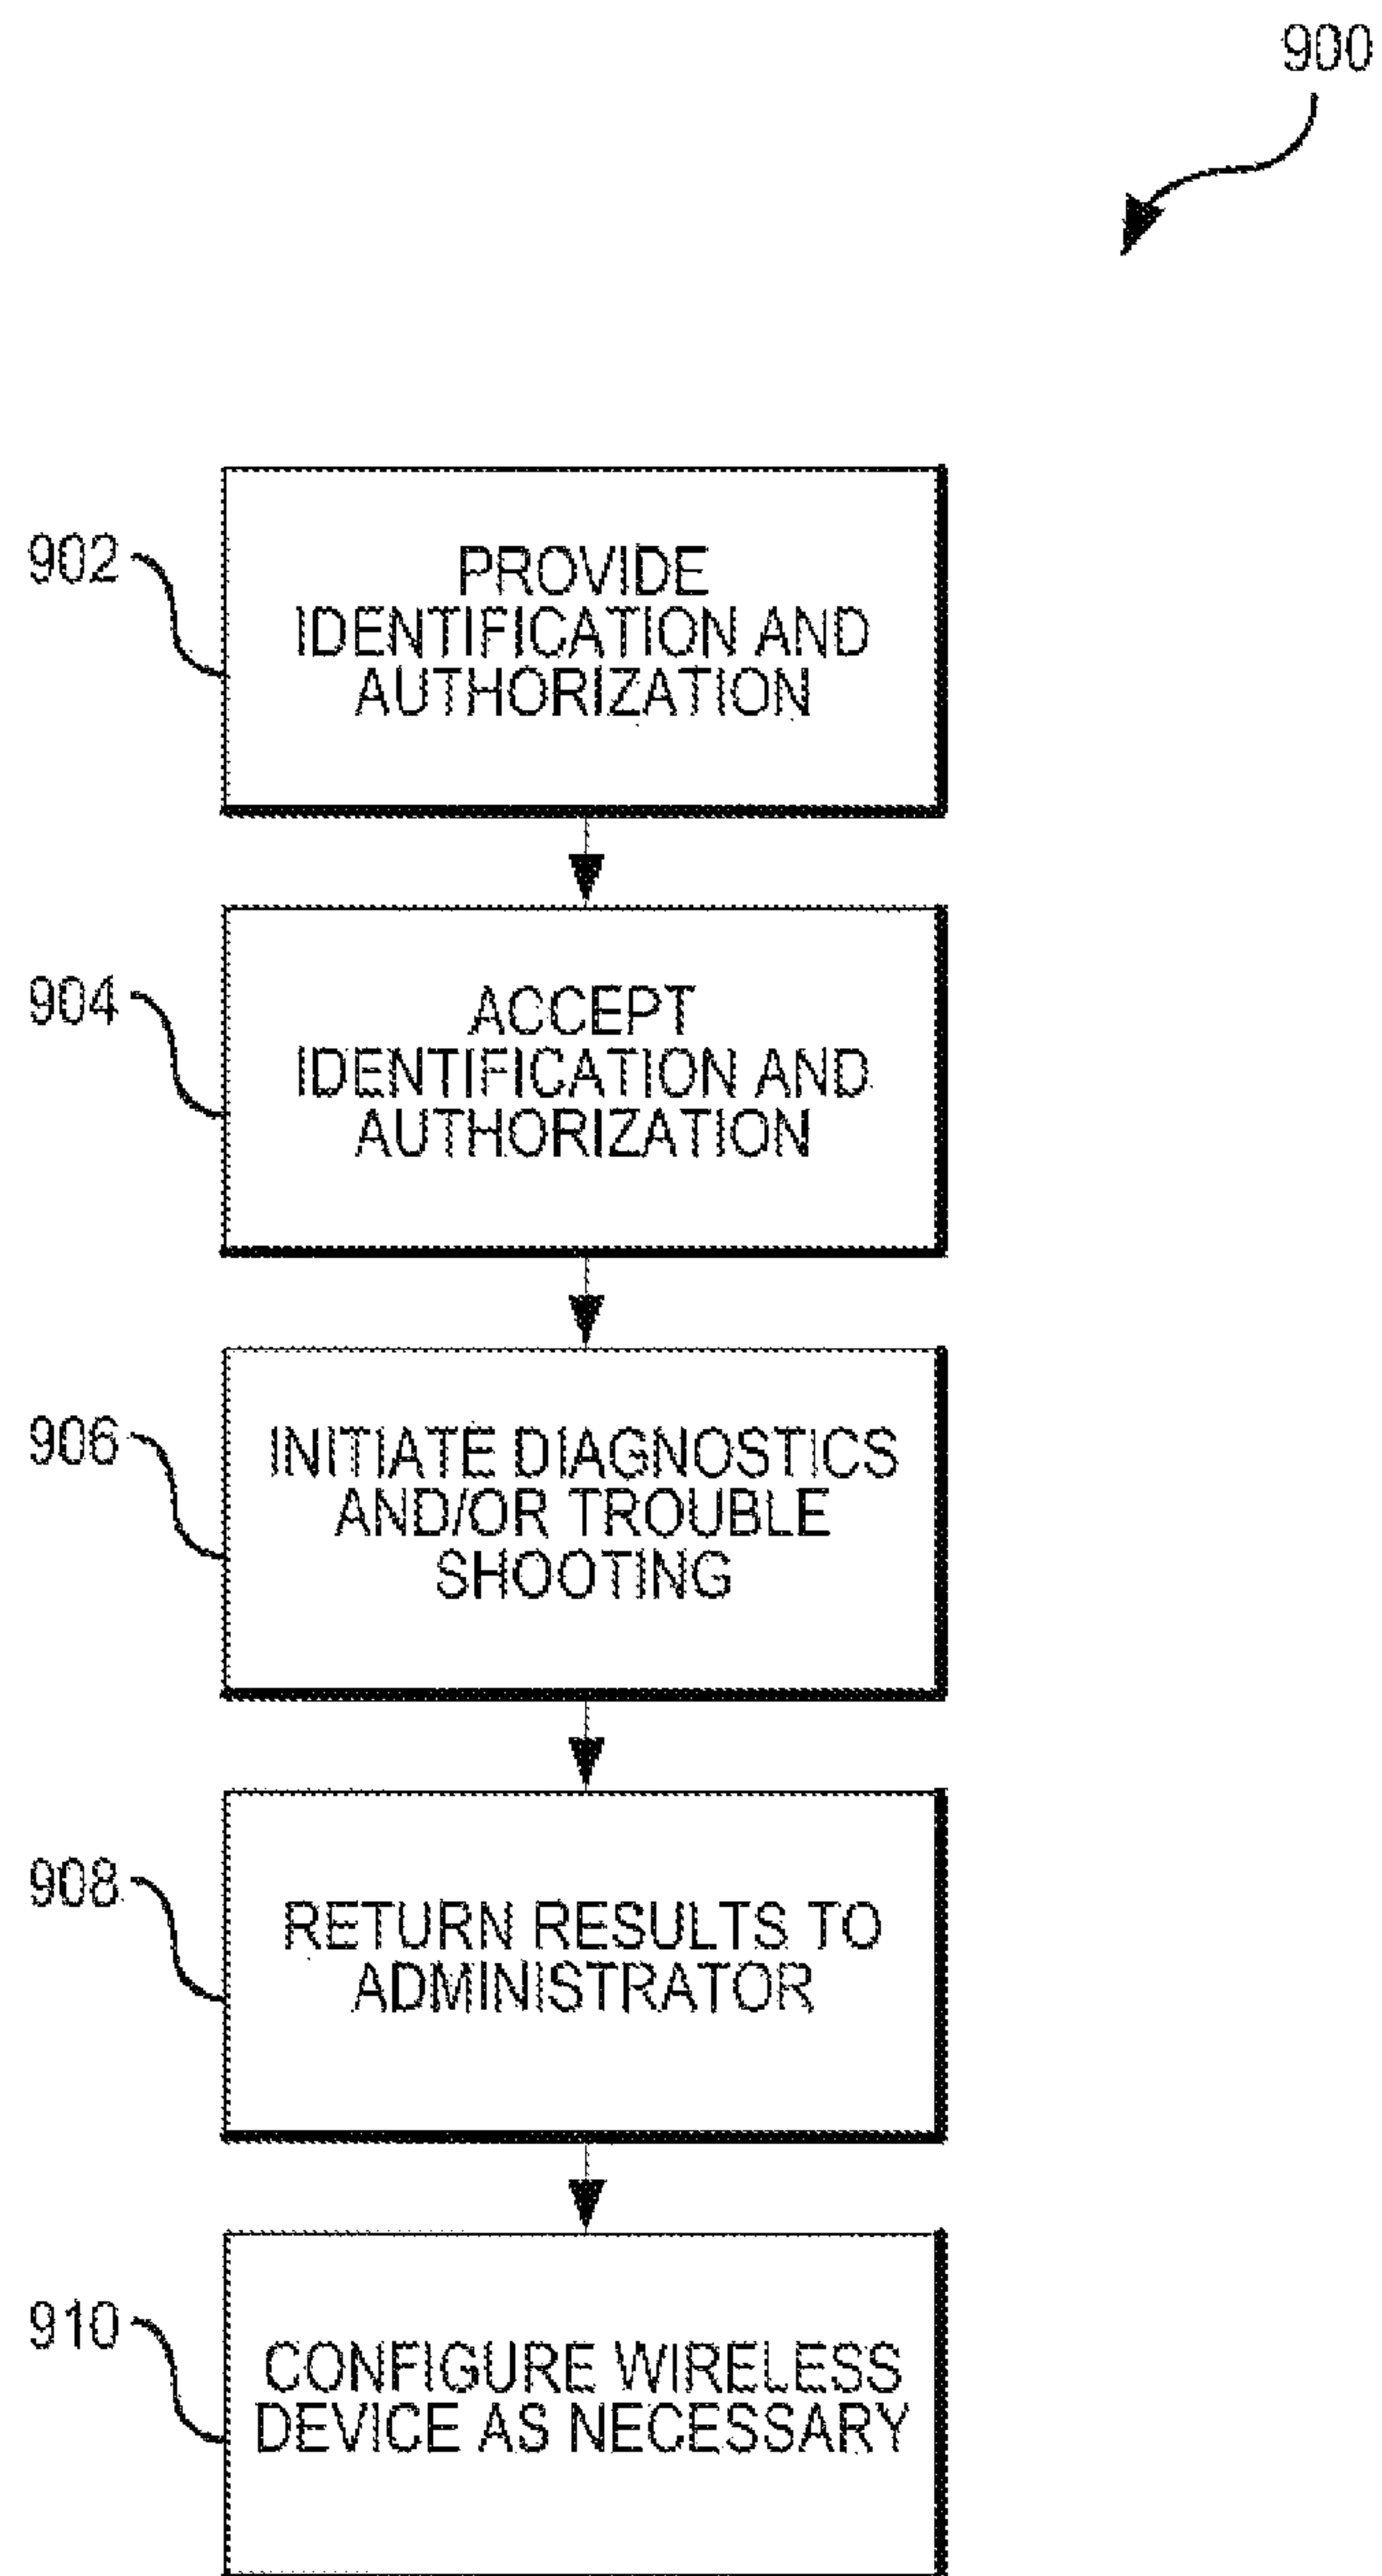 900
902
PROVIDE
IDENTIFICATION AND
AUTHORIZATION
904
ACCEPT
IDENTIFICATION AND
AUTHORIZATION
906
INITIATE DIAGNOSTICS
AND/OR TROUBLE
SHOOTING
908
RETURN RESULTS TO
ADMINISTRATOR
910
CONFIGURE WIRELESS
DEVICE AS NECESSARY